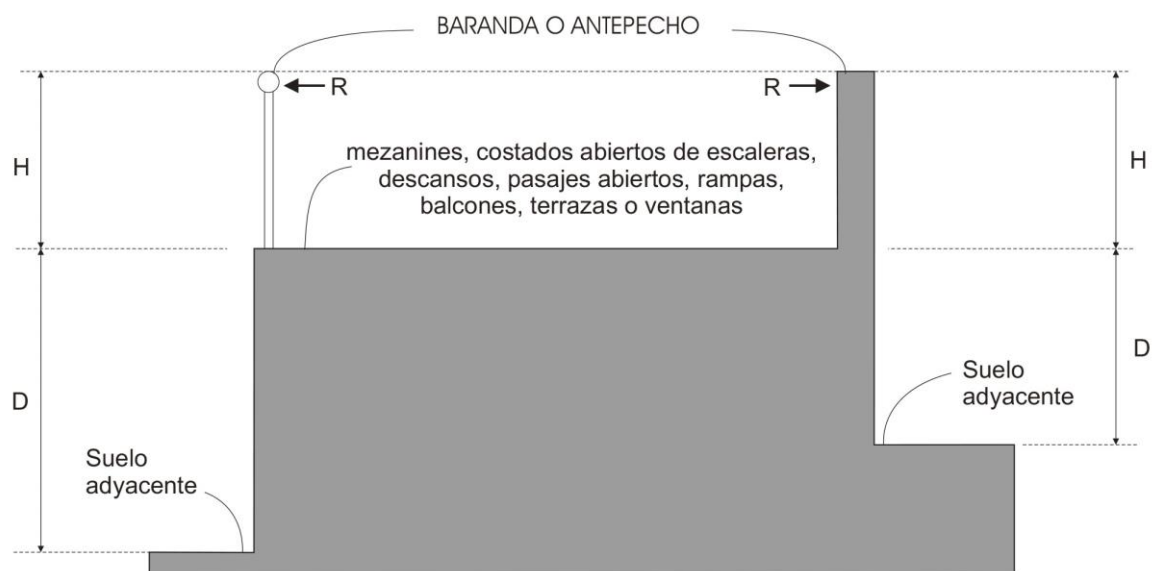 BARANDA O ANTEPECHO
R
R
H
H
mezanines, costados abiertos de escaleras,
descansos, pasajes abiertos, rampas,
balcones, terrazas o ventanas
D
D
Suelo
adyacente
Suelo
adyacente